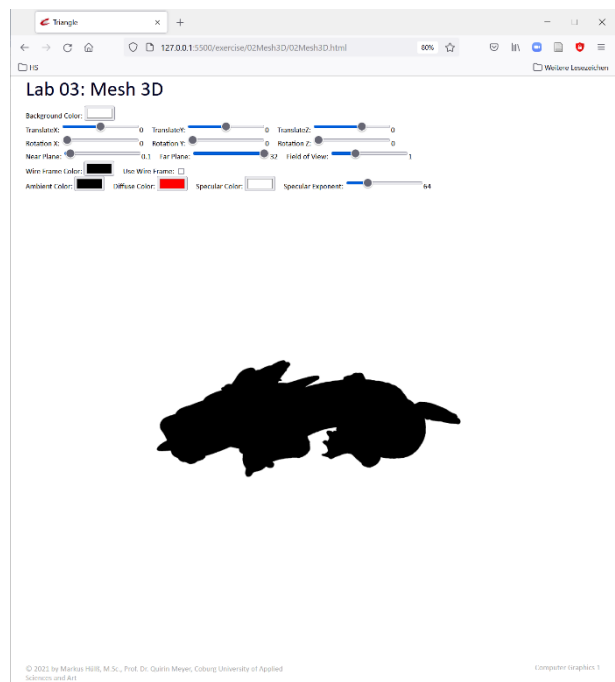 Triangle
127.0.0.1:5500/exercise/02Mesh3D/02Mesh3D.html 80%
HS Weitere Lesezeichen
Lab 03: Mesh 3D
Background Color:
TranslateX: 0 TranslateY: 0 TranslateZ: 0
Rotation X: 0 Rotation Y: 0 Rotation Z: 0
Near Plane: 0.1 Far Plane: 32 Field of View: 1
Wire Frame Color: Use Wire Frame:
Ambient Color: Diffuse Color: Specular Color: Specular Exponent: 64
© 2021 by Markus Hüttl, M.Sc., Prof. Dr. Quirin Meyer, Coburg University of Applied Computer Graphics 1
Sciences and Art